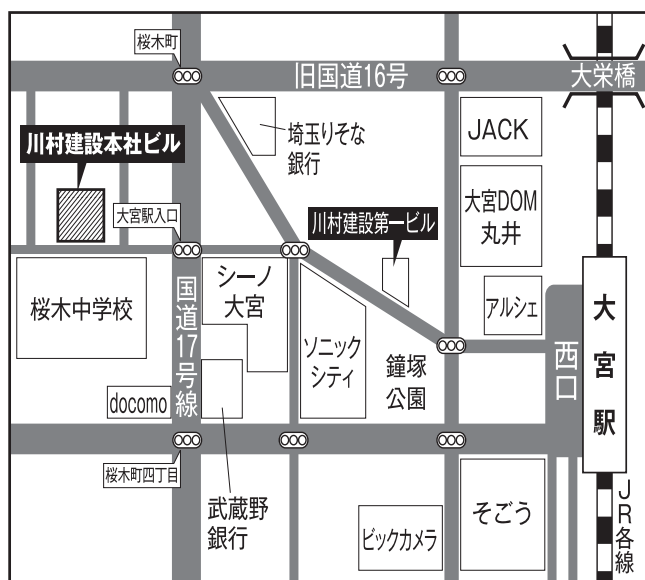 桜木町
旧国道16号
大栄橋
埼玉りそな
銀行
JACK
川村建設本社ビル
大宮DOM
丸井
大宮駅入口
川村建設第一ビル
シーノ
大宮
桜木中学校
国道17号線
アルシェ
ソニック
シティ
鐘塚
公園
西口
大宮駅
docomo
桜木町四丁目
武蔵野
銀行
ビックカメラ
そごう
JR各線